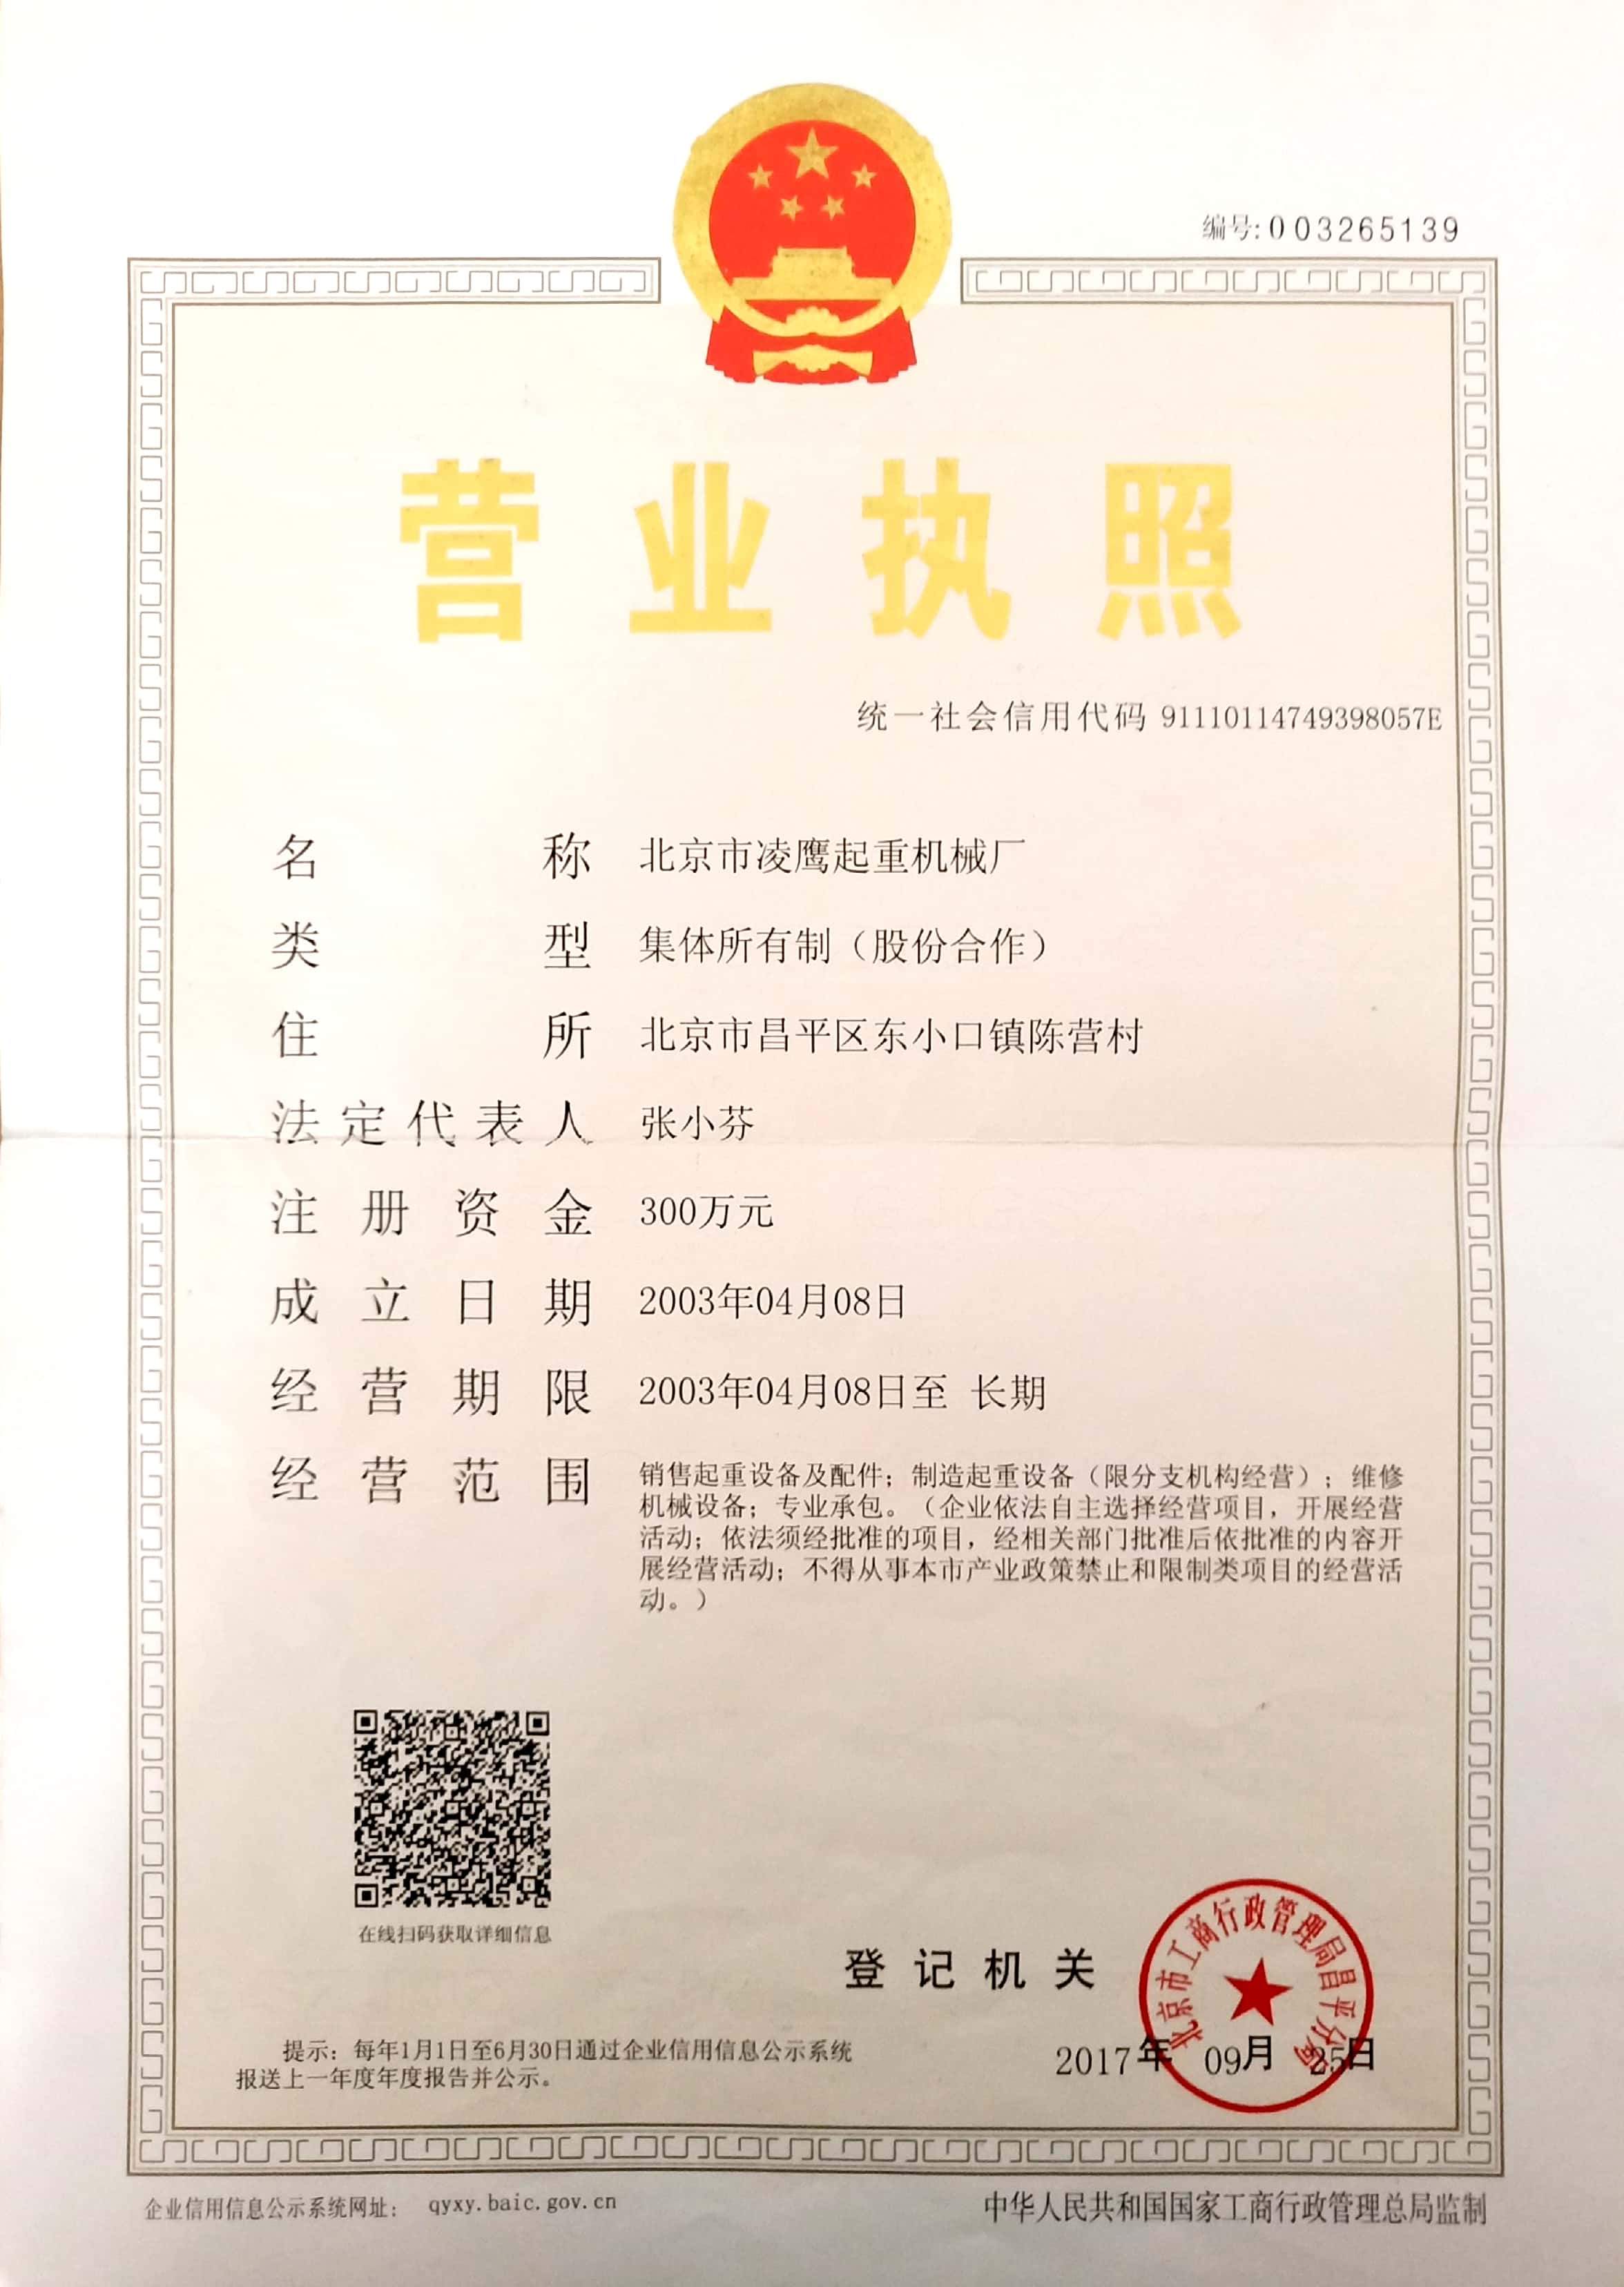 编号:003265139
营业执照
统一社会信用代码 91110114749398057E
名称 北京市凌鹰起重机械厂
类型 集体所有制（股份合作）
住所 北京市昌平区东小口镇陈营村
法定代表人 张小芬
注册资金 300万元
成立日期 2003年04月08日
经营期限 2003年04月08日至 长期
经营范围 销售起重设备及配件；制造起重设备（限分支机构经营）；维修
机械设备；专业承包。（企业依法自主选择经营项目，开展经营
活动；依法须经批准的项目，经相关部门批准后依批准的内容开
展经营活动；不得从事本市产业政策禁止和限制类项目的经营活
动。）
在线扫码获取详细信息
登记机关
北京市工商行政管理局昌平分局
2017年 09月 25日
提示：每年1月1日至6月30日通过企业信用信息公示系统
报送上一年度年度报告并公示。
企业信用信息公示系统网址： qyxy.baic.gov.cn
中华人民共和国国家工商行政管理总局监制